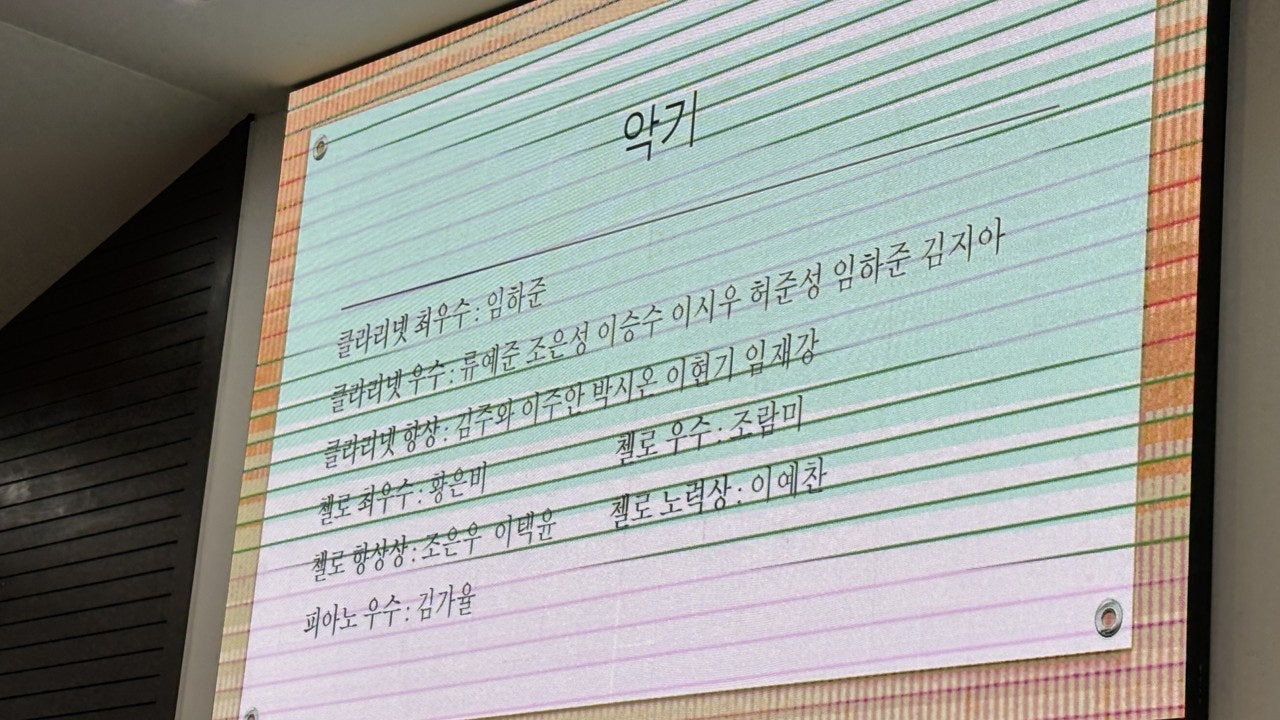 악기
클라리넷 최우수 : 임하준
클라리넷 우수 : 류예준 조은성 이승수 이시우 허준성 임하준 김지아
클라리넷 향상 : 김주와 이주안 박시온 이현기 임재강
첼로 최우수 : 황은비 첼로 우수 : 조람미
첼로 향상상 : 조은우 이택윤 첼로 노력상 : 이예찬
피아노 우수 : 김가율